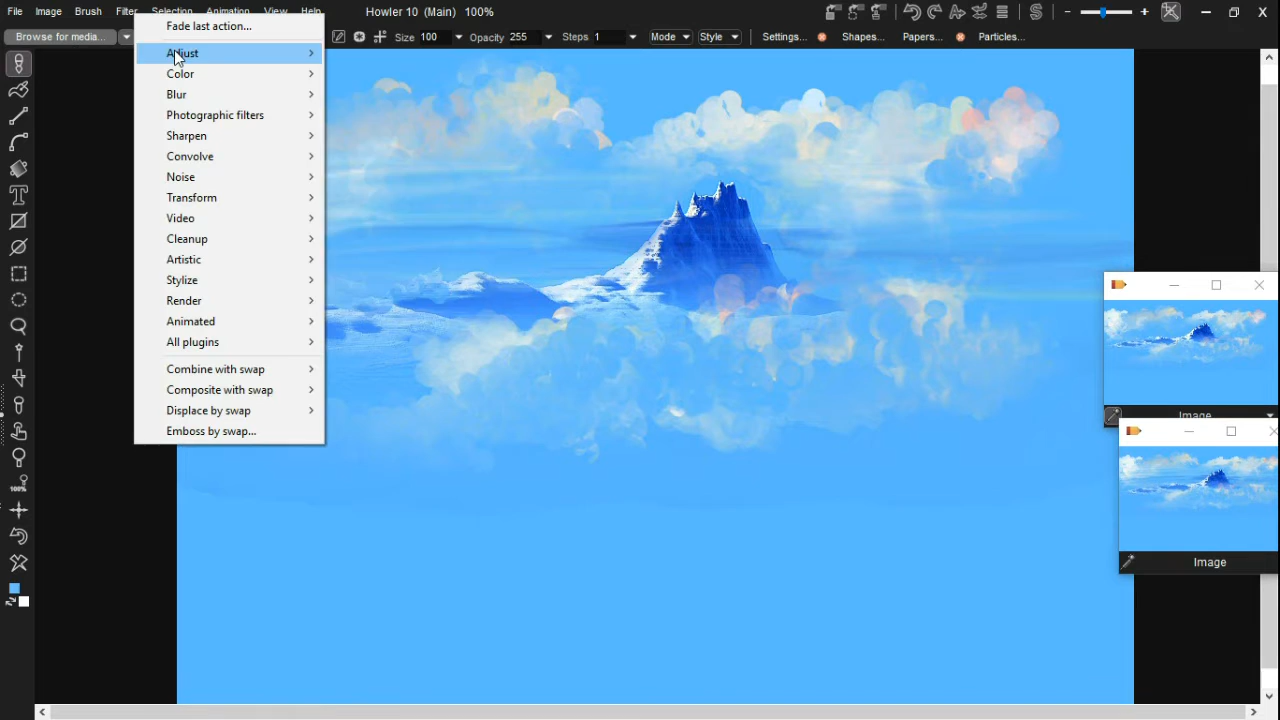 File Image Brush Filter Selection Animation View Help Howler 10 (Main) 100%
Browse for media... Size 100 Opacity 255 Steps 1 Mode Style Settings... Shapes... Papers... Particles...
Fade last action...
Adjust
Color
Blur
Photographic filters
Sharpen
Convolve
Noise
Transform
Video
Cleanup
Artistic
Stylize
Render
Animated
All plugins
Combine with swap
Composite with swap
Displace by swap
Emboss by swap...
Image
Image
100%